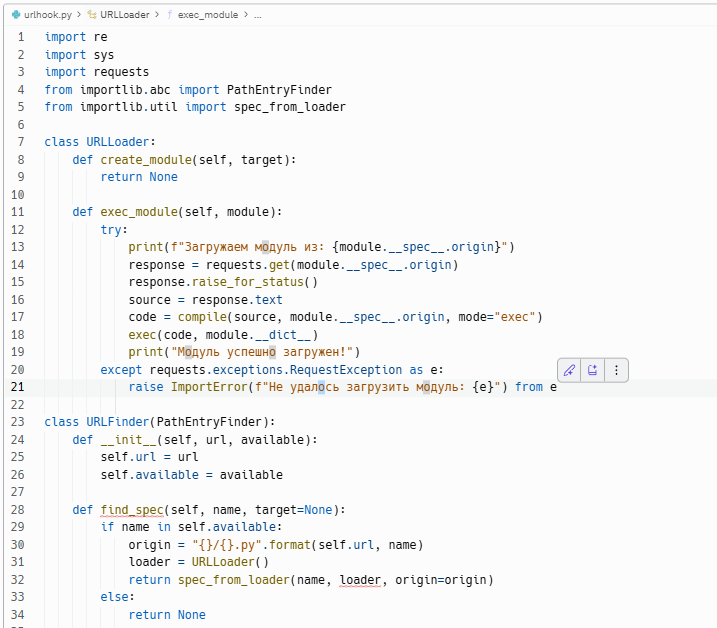 urlhook.py > URLLoader > exec_module > ...
1 import re
2 import sys
3 import requests
4 from importlib.abc import PathEntryFinder
5 from importlib.util import spec_from_loader
6
7 class URLLoader:
8     def create_module(self, target):
9         return None
10
11     def exec_module(self, module):
12         try:
13             print(f"Загружаем модуль из: {module.__spec__.origin}")
14             response = requests.get(module.__spec__.origin)
15             response.raise_for_status()
16             source = response.text
17             code = compile(source, module.__spec__.origin, mode="exec")
18             exec(code, module.__dict__)
19             print("Модуль успешно загружен!")
20         except requests.exceptions.RequestException as e:
21             raise ImportError(f"Не удалось загрузить модуль: {e}") from e
22
23 class URLFinder(PathEntryFinder):
24     def __init__(self, url, available):
25         self.url = url
26         self.available = available
27
28     def find_spec(self, name, target=None):
29         if name in self.available:
30             origin = "{}/{}.py".format(self.url, name)
31             loader = URLLoader()
32             return spec_from_loader(name, loader, origin=origin)
33         else:
34             return None